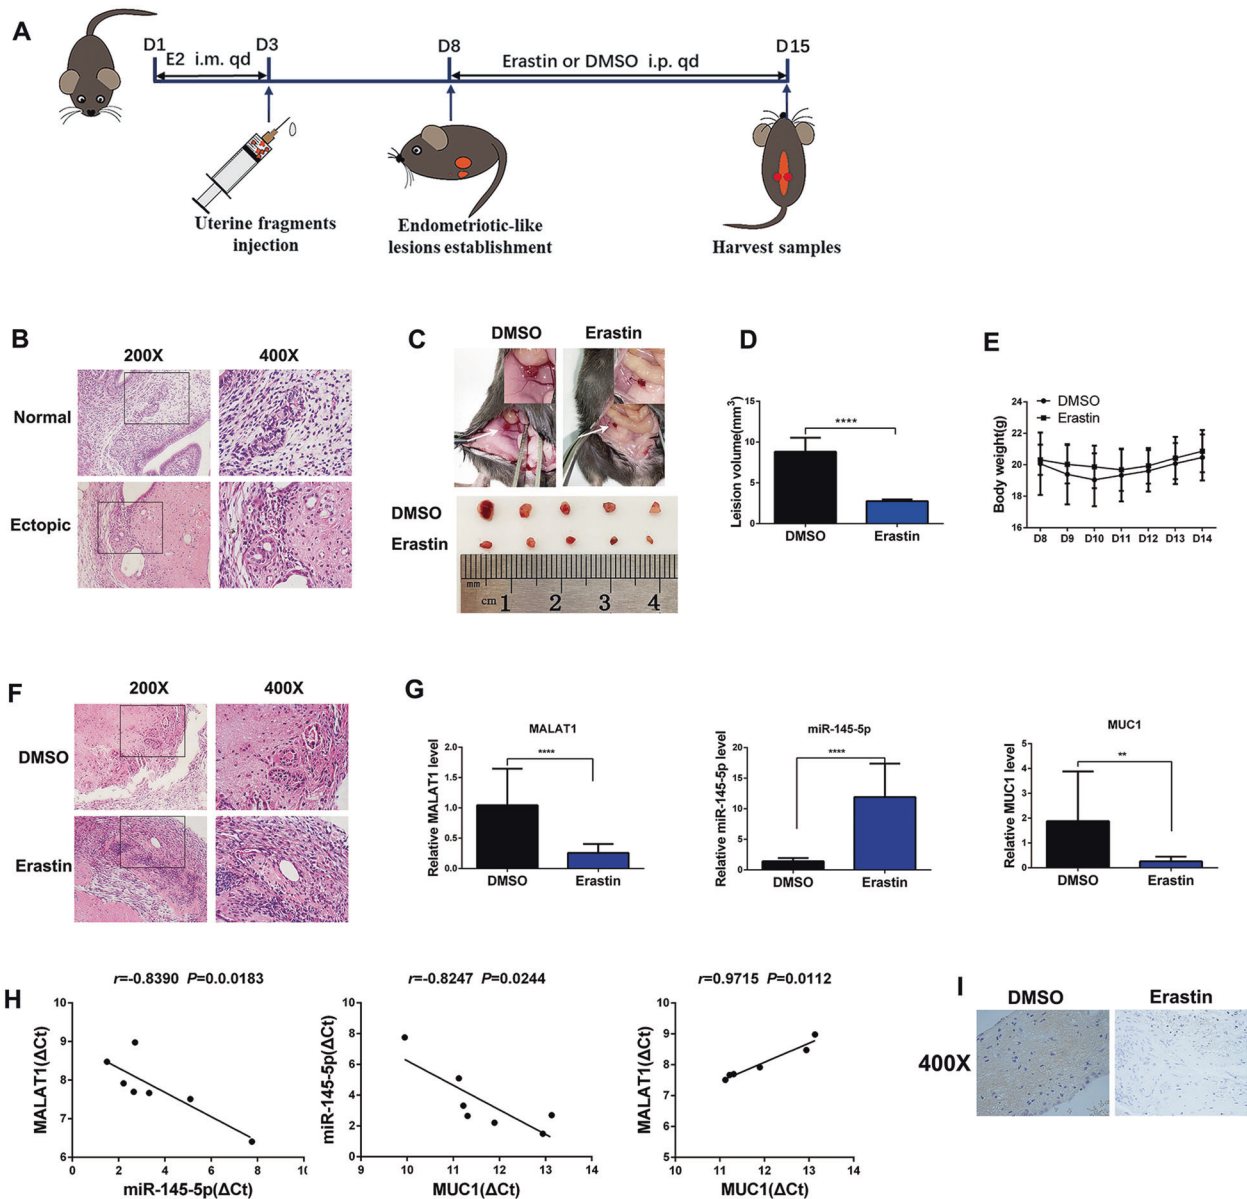 A
D1
D3
D8
D15
E2 i.m. qd
Erastin or DMSO i.p. qd
Uterine fragments
injection
Endometriotic-like
lesions establishment
Harvest samples
B
200X
400X
Normal
Ectopic
C
DMSO
Erastin
DMSO
Erastin
mm
cm 1 2 3 4
D
Leision volume(mm3)
15
10
5
0
****
DMSO
Erastin
E
DMSO
Erastin
Body weight(g)
24
22
20
18
16
D8 D9 D10 D11 D12 D13 D14
F
200X
400X
DMSO
Erastin
G
MALAT1
Relative MALAT1 level
2.0
1.5
1.0
0.5
0.0
****
DMSO
Erastin
miR-145-5p
Relative miR-145-5p level
20
15
10
5
0
****
DMSO
Erastin
MUC1
Relative MUC1 level
5
4
3
2
1
0
**
DMSO
Erastin
H
r=-0.8390 P=0.0.0183
MALAT1(ΔCt)
10
9
8
7
6
0 2 4 6 8 10
miR-145-5p(ΔCt)
r=-0.8247 P=0.0244
miR-145-5p(ΔCt)
10
8
6
4
2
0
9 10 11 12 13 14
MUC1(ΔCt)
r=0.9715 P=0.0112
MALAT1(ΔCt)
10
8
6
4
10 11 12 13 14
MUC1(ΔCt)
I
DMSO
Erastin
400X